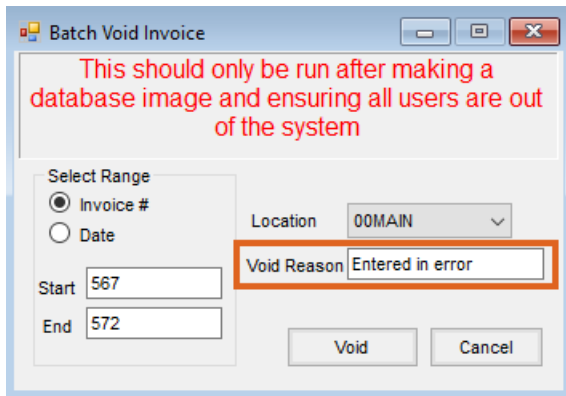 Batch Void Invoice
This should only be run after making a
database image and ensuring all users are out
of the system
Select Range
Invoice #
Date
Start 567
End 572
Location 00MAIN
Void Reason Entered in error
Void Cancel